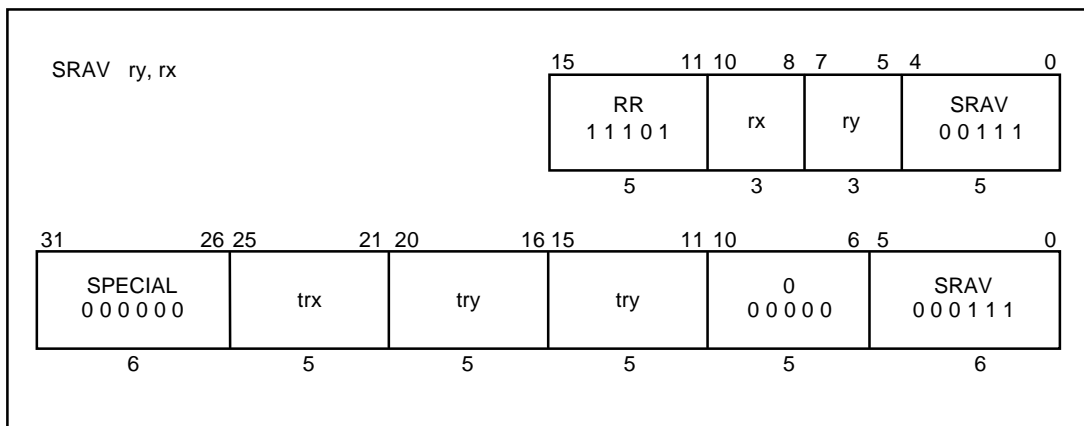 SRAV ry, rx
15 11 10 8 7 5 4 0
RR SRAV
1 1 1 0 1 rx ry 0 0 1 1 1
5 3 3 5
31 26 25 21 20 16 15 11 10 6 5 0
SPECIAL 0 SRAV
0 0 0 0 0 0 trx try try 0 0 0 0 0 0 0 0 1 1 1
6 5 5 5 5 6